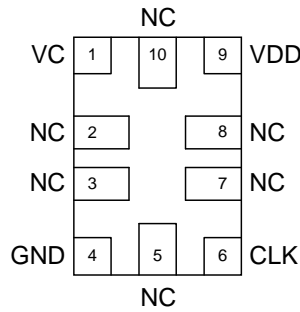 NC
VC 1 10 9 VDD
NC 2 8 NC
NC 3 7 NC
GND 4 5 6 CLK
NC